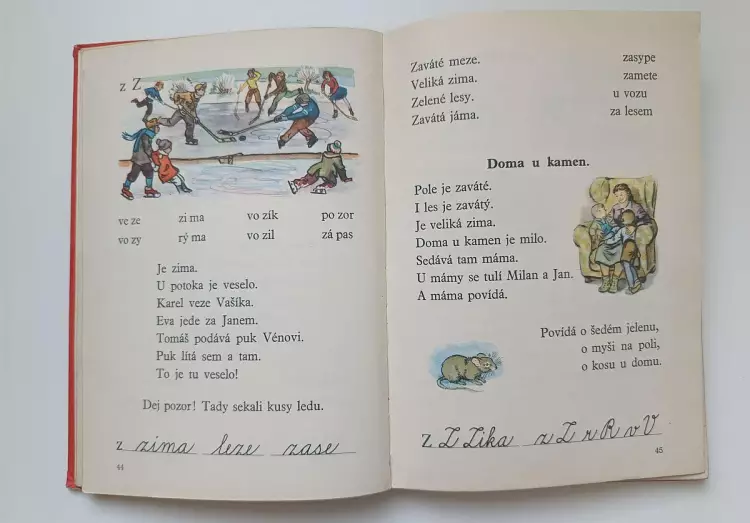 z Z
ve ze zi ma vo zík po zor
vo zy rý ma vo zil zá pas
Je zima.
U potoka je veselo.
Karel veze Vašíka.
Eva jede za Janem.
Tomáš podává puk Vénovi.
Puk lítá sem a tam.
To je tu veselo!
Dej pozor! Tady sekali kusy ledu.
z zima leze zase
44
Zaváté meze. zasype
Veliká zima. zamete
Zelené lesy. u vozu
Zavátá jáma. za lesem
Doma u kamen.
Pole je zaváté.
I les je zavátý.
Je veliká zima.
Doma u kamen je milo.
Sedává tam máma.
U mámy se tulí Milan a Jan.
A máma povídá.
Povídá o šedém jelenu,
o myši na poli,
o kosu u domu.
Z Z Zika z Z r R v V
45